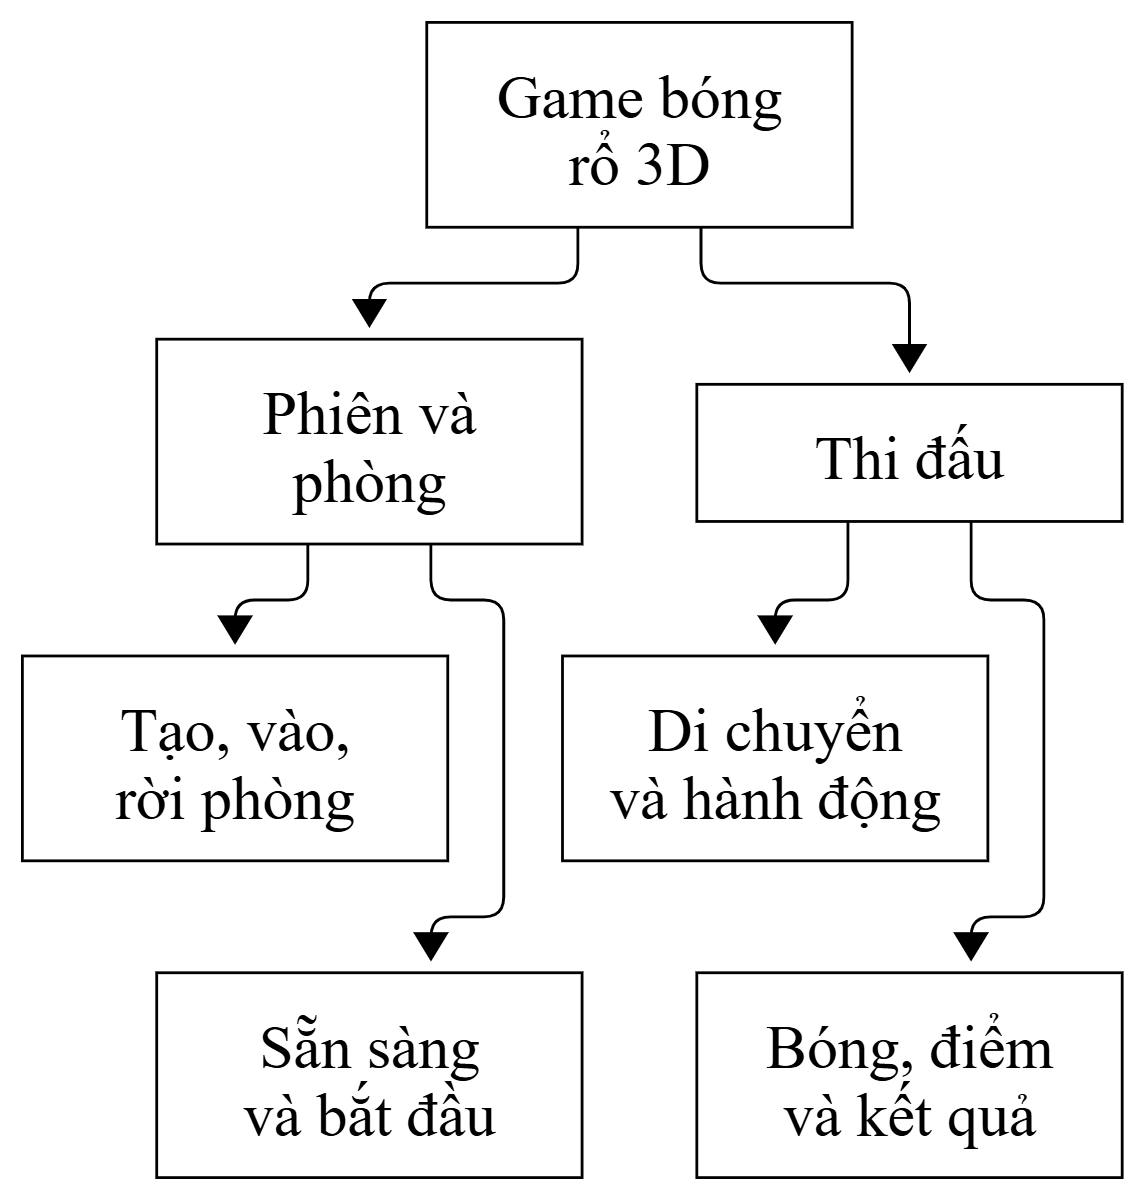 Game bóng
rổ 3D
Phiên và
phòng
Thi đấu
Tạo, vào,
rời phòng
Di chuyển
và hành động
Sẵn sàng
và bắt đầu
Bóng, điểm
và kết quả